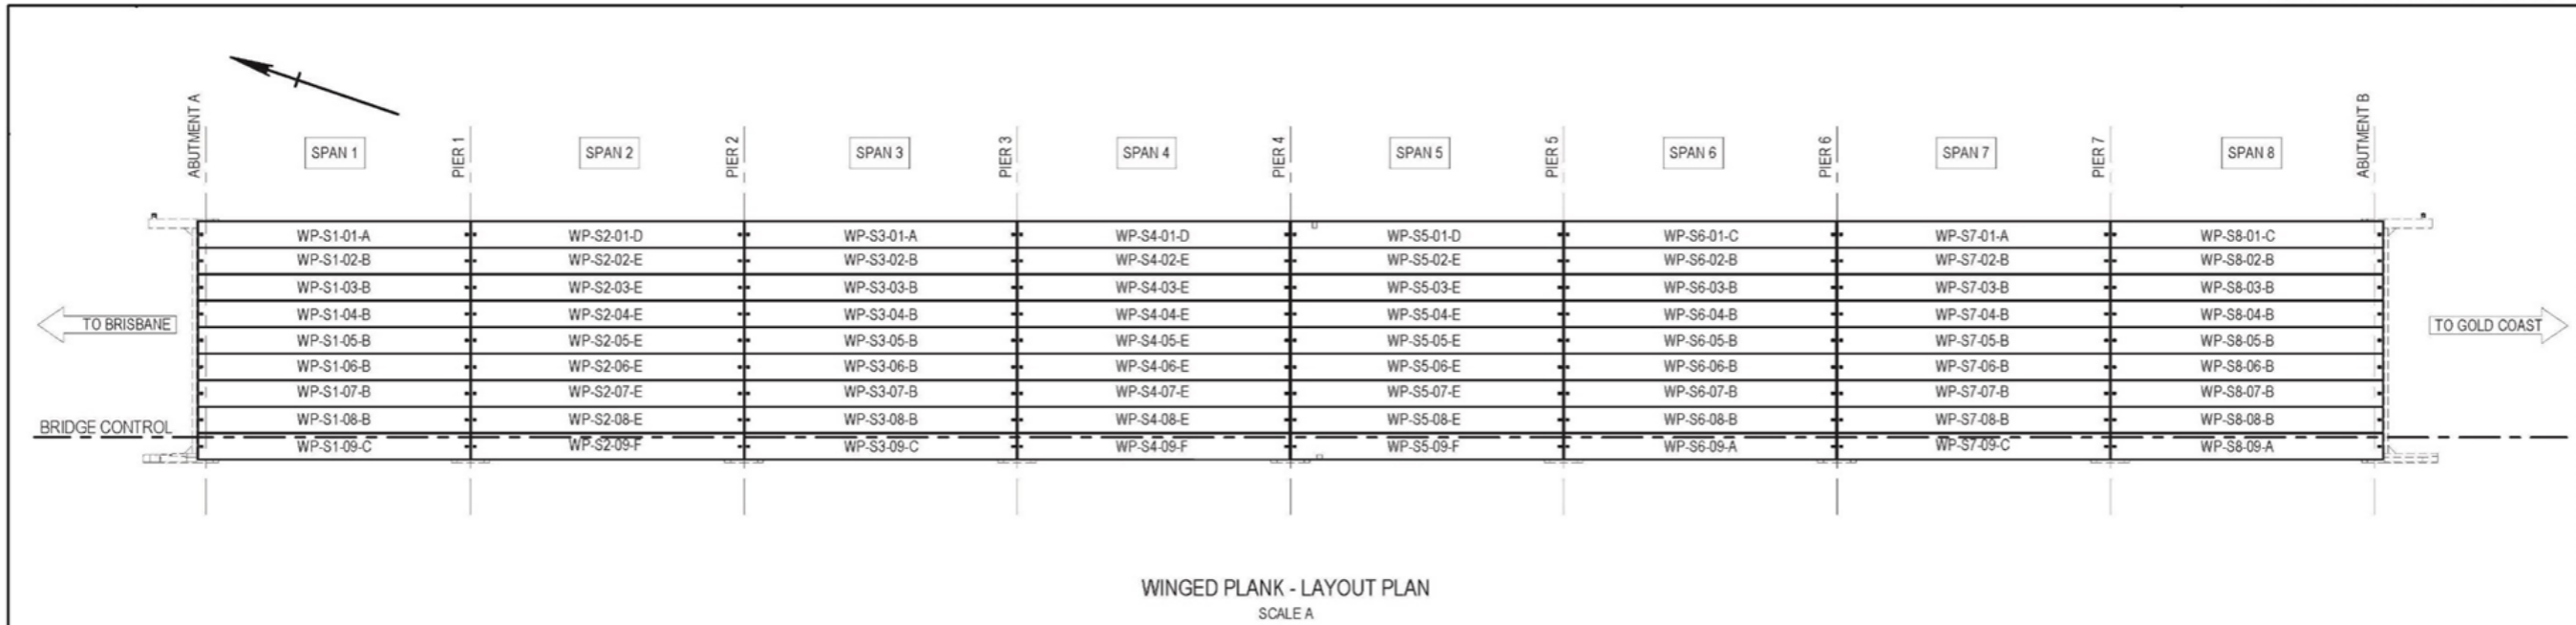 ABUTMENT A SPAN 1 PIER 1 SPAN 2 PIER 2 SPAN 3 PIER 3 SPAN 4 PIER 4 SPAN 5 PIER 5 SPAN 6 PIER 6 SPAN 7 PIER 7 SPAN 8 ABUTMENT B
WP-S1-01-A WP-S2-01-D WP-S3-01-A WP-S4-01-D WP-S5-01-D WP-S6-01-C WP-S7-01-A WP-S8-01-C
WP-S1-02-B WP-S2-02-E WP-S3-02-B WP-S4-02-E WP-S5-02-E WP-S6-02-B WP-S7-02-B WP-S8-02-B
WP-S1-03-B WP-S2-03-E WP-S3-03-B WP-S4-03-E WP-S5-03-E WP-S6-03-B WP-S7-03-B WP-S8-03-B
WP-S1-04-B WP-S2-04-E WP-S3-04-B WP-S4-04-E WP-S5-04-E WP-S6-04-B WP-S7-04-B WP-S8-04-B
TO BRISBANE TO GOLD COAST
WP-S1-05-B WP-S2-05-E WP-S3-05-B WP-S4-05-E WP-S5-05-E WP-S6-05-B WP-S7-05-B WP-S8-05-B
WP-S1-06-B WP-S2-06-E WP-S3-06-B WP-S4-06-E WP-S5-06-E WP-S6-06-B WP-S7-06-B WP-S8-06-B
WP-S1-07-B WP-S2-07-E WP-S3-07-B WP-S4-07-E WP-S5-07-E WP-S6-07-B WP-S7-07-B WP-S8-07-B
WP-S1-08-B WP-S2-08-E WP-S3-08-B WP-S4-08-E WP-S5-08-E WP-S6-08-B WP-S7-08-B WP-S8-08-B
BRIDGE CONTROL
WP-S1-09-C WP-S2-09-F WP-S3-09-C WP-S4-09-F WP-S5-09-F WP-S6-09-A WP-S7-09-C WP-S8-09-A
WINGED PLANK - LAYOUT PLAN
SCALE A